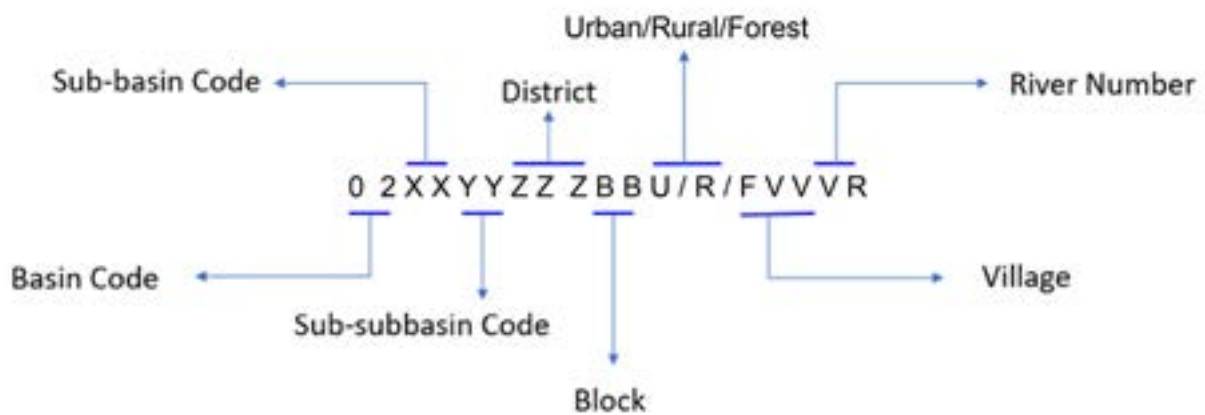 Urban/Rural/Forest
Sub-basin Code
District
River Number
0 2 X X Y Y Z Z Z B B U / R / F V V V R
Basin Code
Village
Sub-subbasin Code
Block